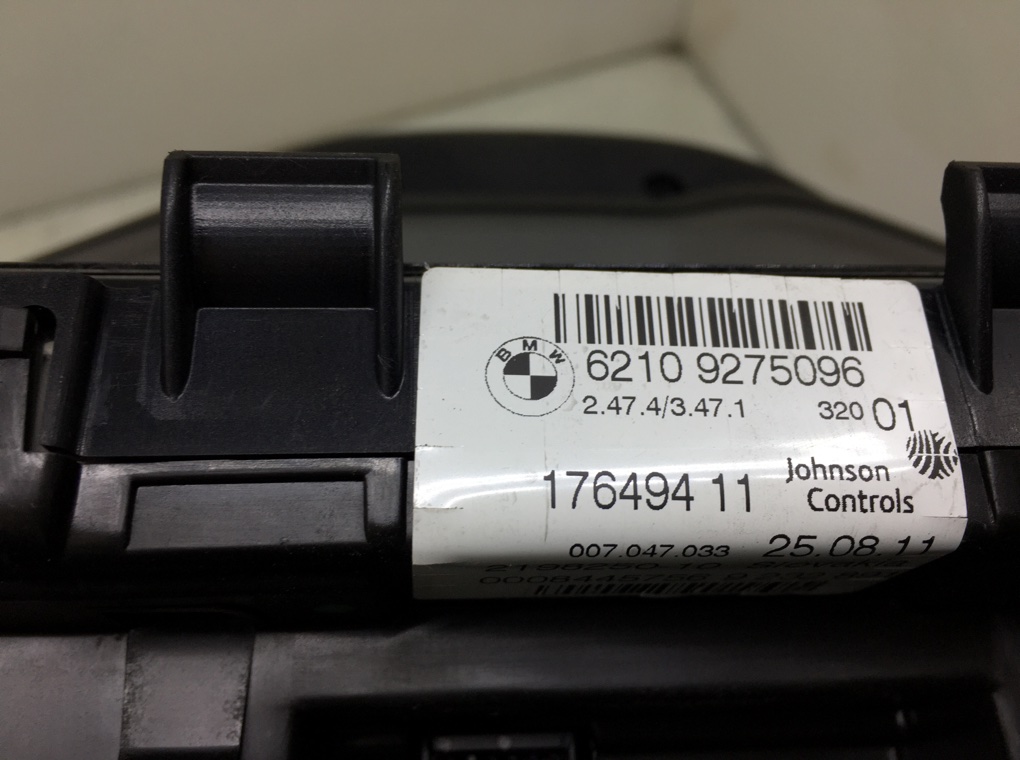 BMW
6210 9275096
2.47.4/3.47.1 320 01
176494 11
Johnson
Controls
007.047.033 25.08.11
Slovakia